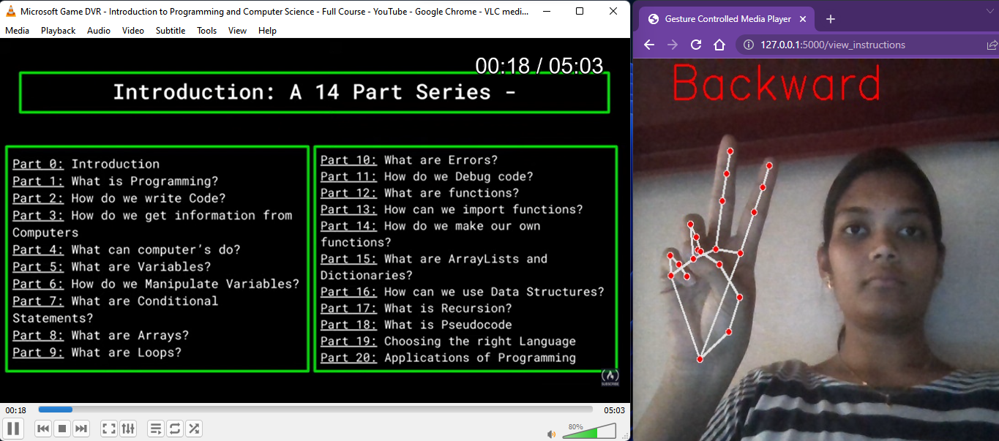 Microsoft Game DVR - Introduction to Programming and Computer Science - Full Course - YouTube - Google Chrome - VLC medi...
Media Playback Audio Video Subtitle Tools View Help
00:18 / 05:03
Introduction: A 14 Part Series -
Part 0: Introduction
Part 1: What is Programming?
Part 2: How do we write Code?
Part 3: How do we get information from
Computers
Part 4: What can computer's do?
Part 5: What are Variables?
Part 6: How do we Manipulate Variables?
Part 7: What are Conditional
Statements?
Part 8: What are Arrays?
Part 9: What are Loops?
Part 10: What are Errors?
Part 11: How do we Debug code?
Part 12: What are functions?
Part 13: How can we import functions?
Part 14: How do we make our own
functions?
Part 15: What are ArrayLists and
Dictionaries?
Part 16: How can we use Data Structures?
Part 17: What is Recursion?
Part 18: What is Pseudocode
Part 19: Choosing the right Language
Part 20: Applications of Programming
SUBSCRIBE
00:18
05:03
80%
Gesture Controlled Media Player
127.0.0.1:5000/view_instructions
Backward